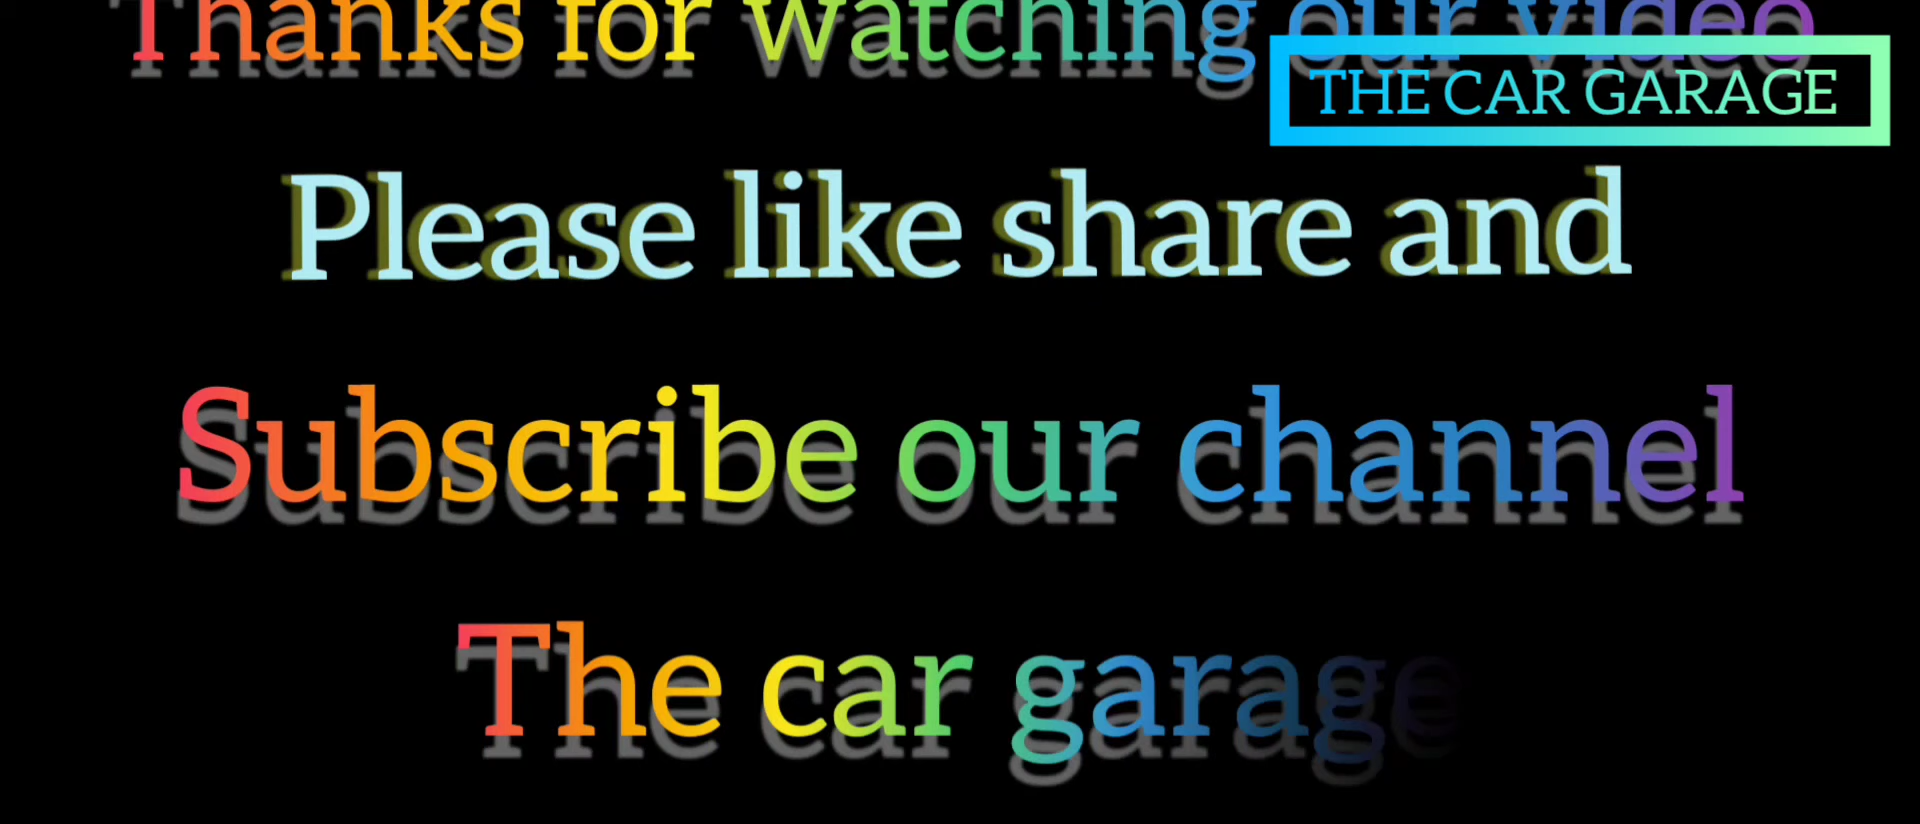 Thanks for watching our video
THE CAR GARAGE
Please like share and
Subscribe our channel
The car garage